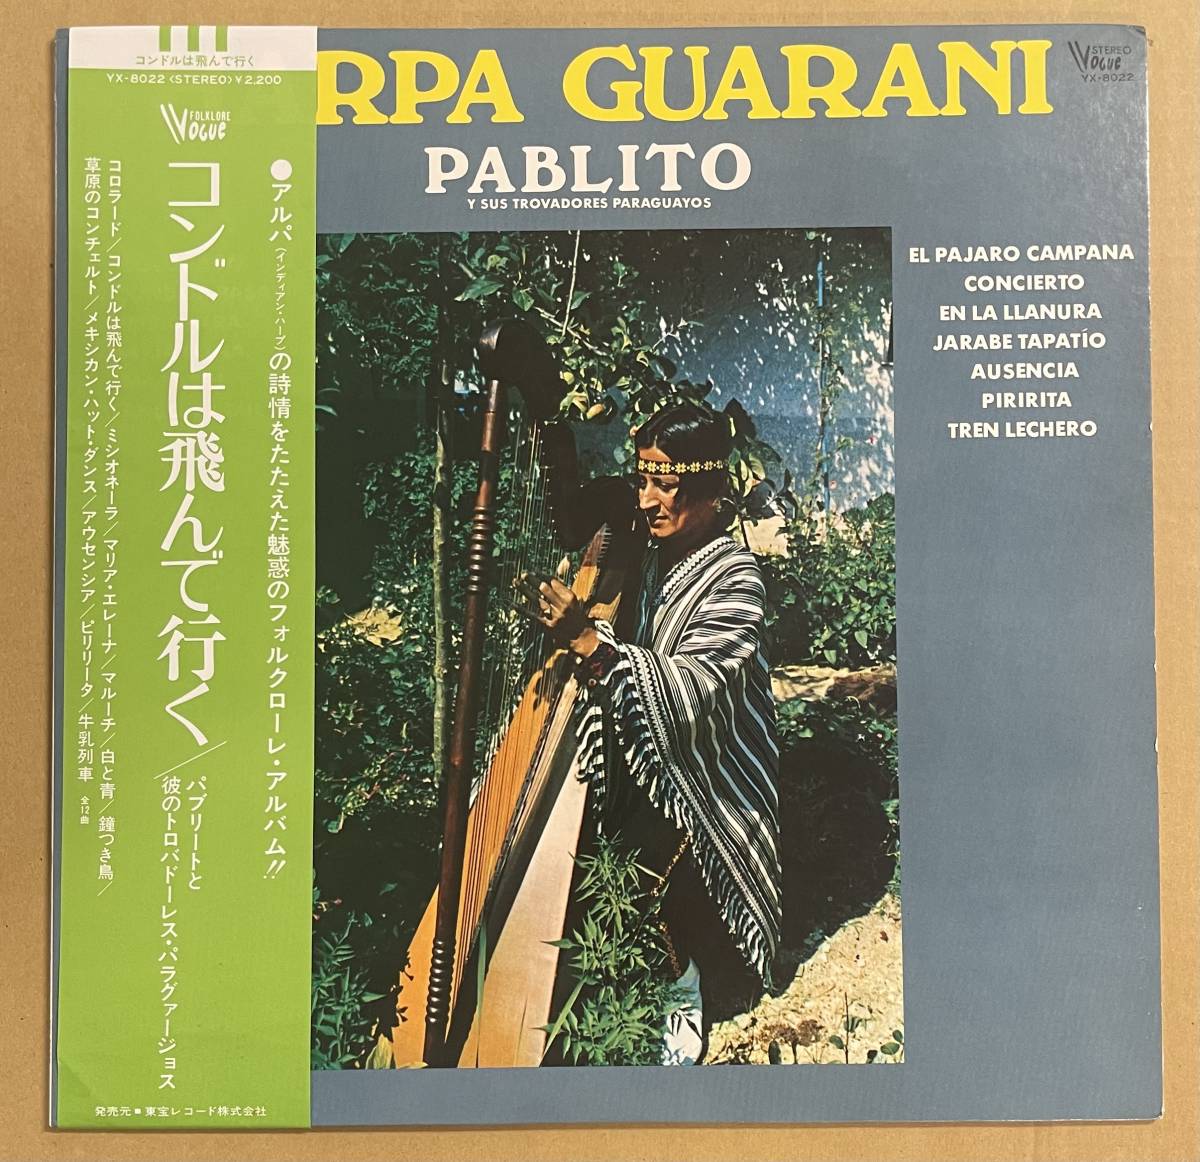 コンドルは飛んで行く
YX-8022〈STEREO〉¥2,200
FOLKLORE
VOGUE
●アルパ(インディアン・ハープ)の詩情をたたえた魅惑のフォルクローレ・アルバム!!
コンドルは飛んで行く/パブリートと
彼のトロバドーレス・パラグァージョス
コロラード/コンドルは飛んで行く/ミシオネーラ/マリア・エレーナ/マルーチ/白と青/鐘つき鳥/
草原のコンチェルト/メキシカン・ハット・ダンス/アウセンシア/ピリリータ/牛乳列車 全12曲
発売元■東宝レコード株式会社
RPA GUARANI
PABLITO
Y SUS TROVADORES PARAGUAYOS
STEREO
VOGUE
YX-8022
EL PAJARO CAMPANA
CONCIERTO
EN LA LLANURA
JARABE TAPATÍO
AUSENCIA
PIRIRITA
TREN LECHERO